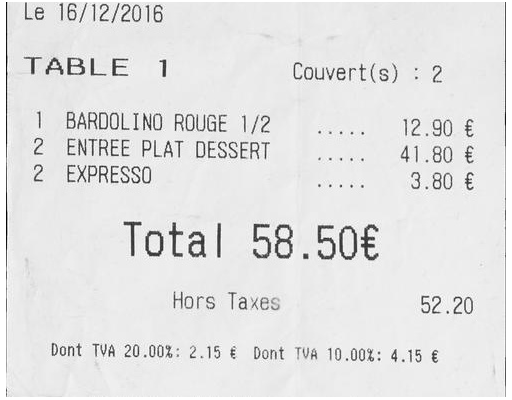 Le 16/12/2016
TABLE 1 Couvert(s) : 2
1 BARDOLINO ROUGE 1/2 ..... 12.90 €
2 ENTREE PLAT DESSERT ..... 41.80 €
2 EXPRESSO ..... 3.80 €
Total 58.50€
Hors Taxes 52.20
Dont TVA 20.00%: 2.15 € Dont TVA 10.00%: 4.15 €